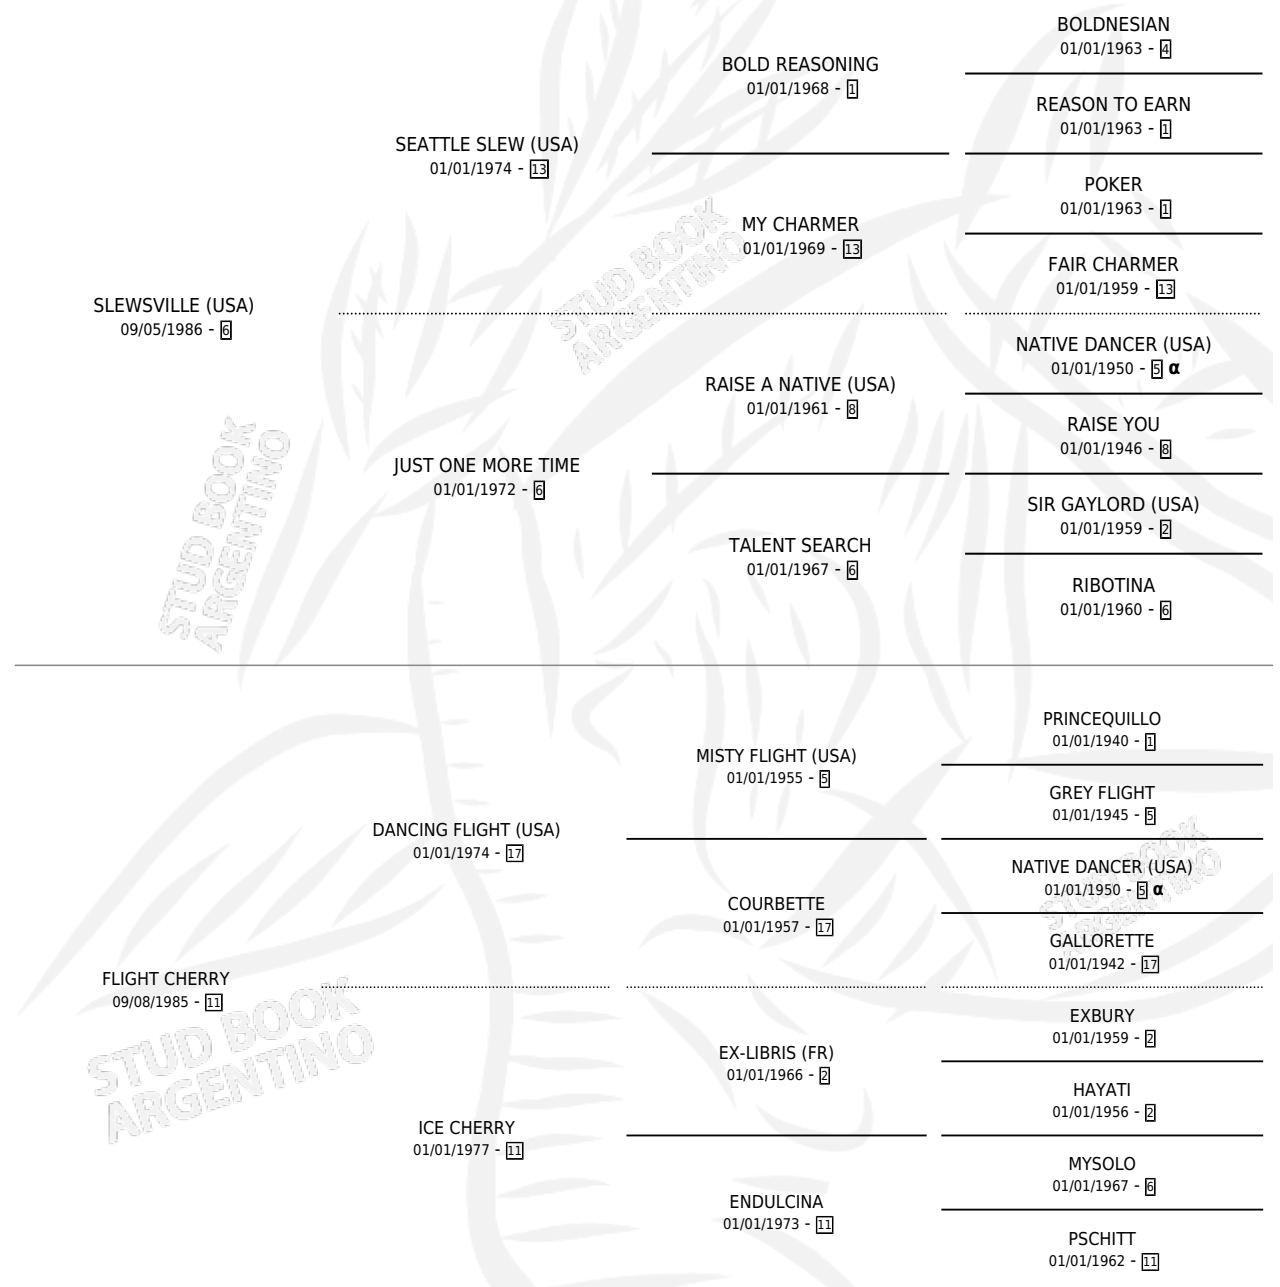 BOLDNESIAN
01/01/1963 - 4
BOLD REASONING
01/01/1968 - 1
REASON TO EARN
01/01/1963 - 1
SEATTLE SLEW (USA)
01/01/1974 - 13
POKER
01/01/1963 - 1
MY CHARMER
01/01/1969 - 13
FAIR CHARMER
01/01/1959 - 13
STUD BOOK
ARGENTINO
SLEWSVILLE (USA)
09/05/1986 - 6
NATIVE DANCER (USA)
01/01/1950 - 5 α
RAISE A NATIVE (USA)
01/01/1961 - 8
RAISE YOU
01/01/1946 - 8
JUST ONE MORE TIME
01/01/1972 - 6
SIR GAYLORD (USA)
01/01/1959 - 2
TALENT SEARCH
01/01/1967 - 6
RIBOTINA
01/01/1960 - 6
STUD BOOK
ARGENTINO
PRINCEQUILLO
01/01/1940 - 1
MISTY FLIGHT (USA)
01/01/1955 - 5
GREY FLIGHT
01/01/1945 - 5
DANCING FLIGHT (USA)
01/01/1974 - 17
NATIVE DANCER (USA)
01/01/1950 - 5 α
COURBETTE
01/01/1957 - 17
GALLORETTE
01/01/1942 - 17
STUD BOOK
ARGENTINO
FLIGHT CHERRY
09/08/1985 - 11
EXBURY
01/01/1959 - 2
EX-LIBRIS (FR)
01/01/1966 - 2
HAYATI
01/01/1956 - 2
STUD BOOK
ARGENTINO
ICE CHERRY
01/01/1977 - 11
MYSOLO
01/01/1967 - 6
ENDULCINA
01/01/1973 - 11
PSCHITT
01/01/1962 - 11